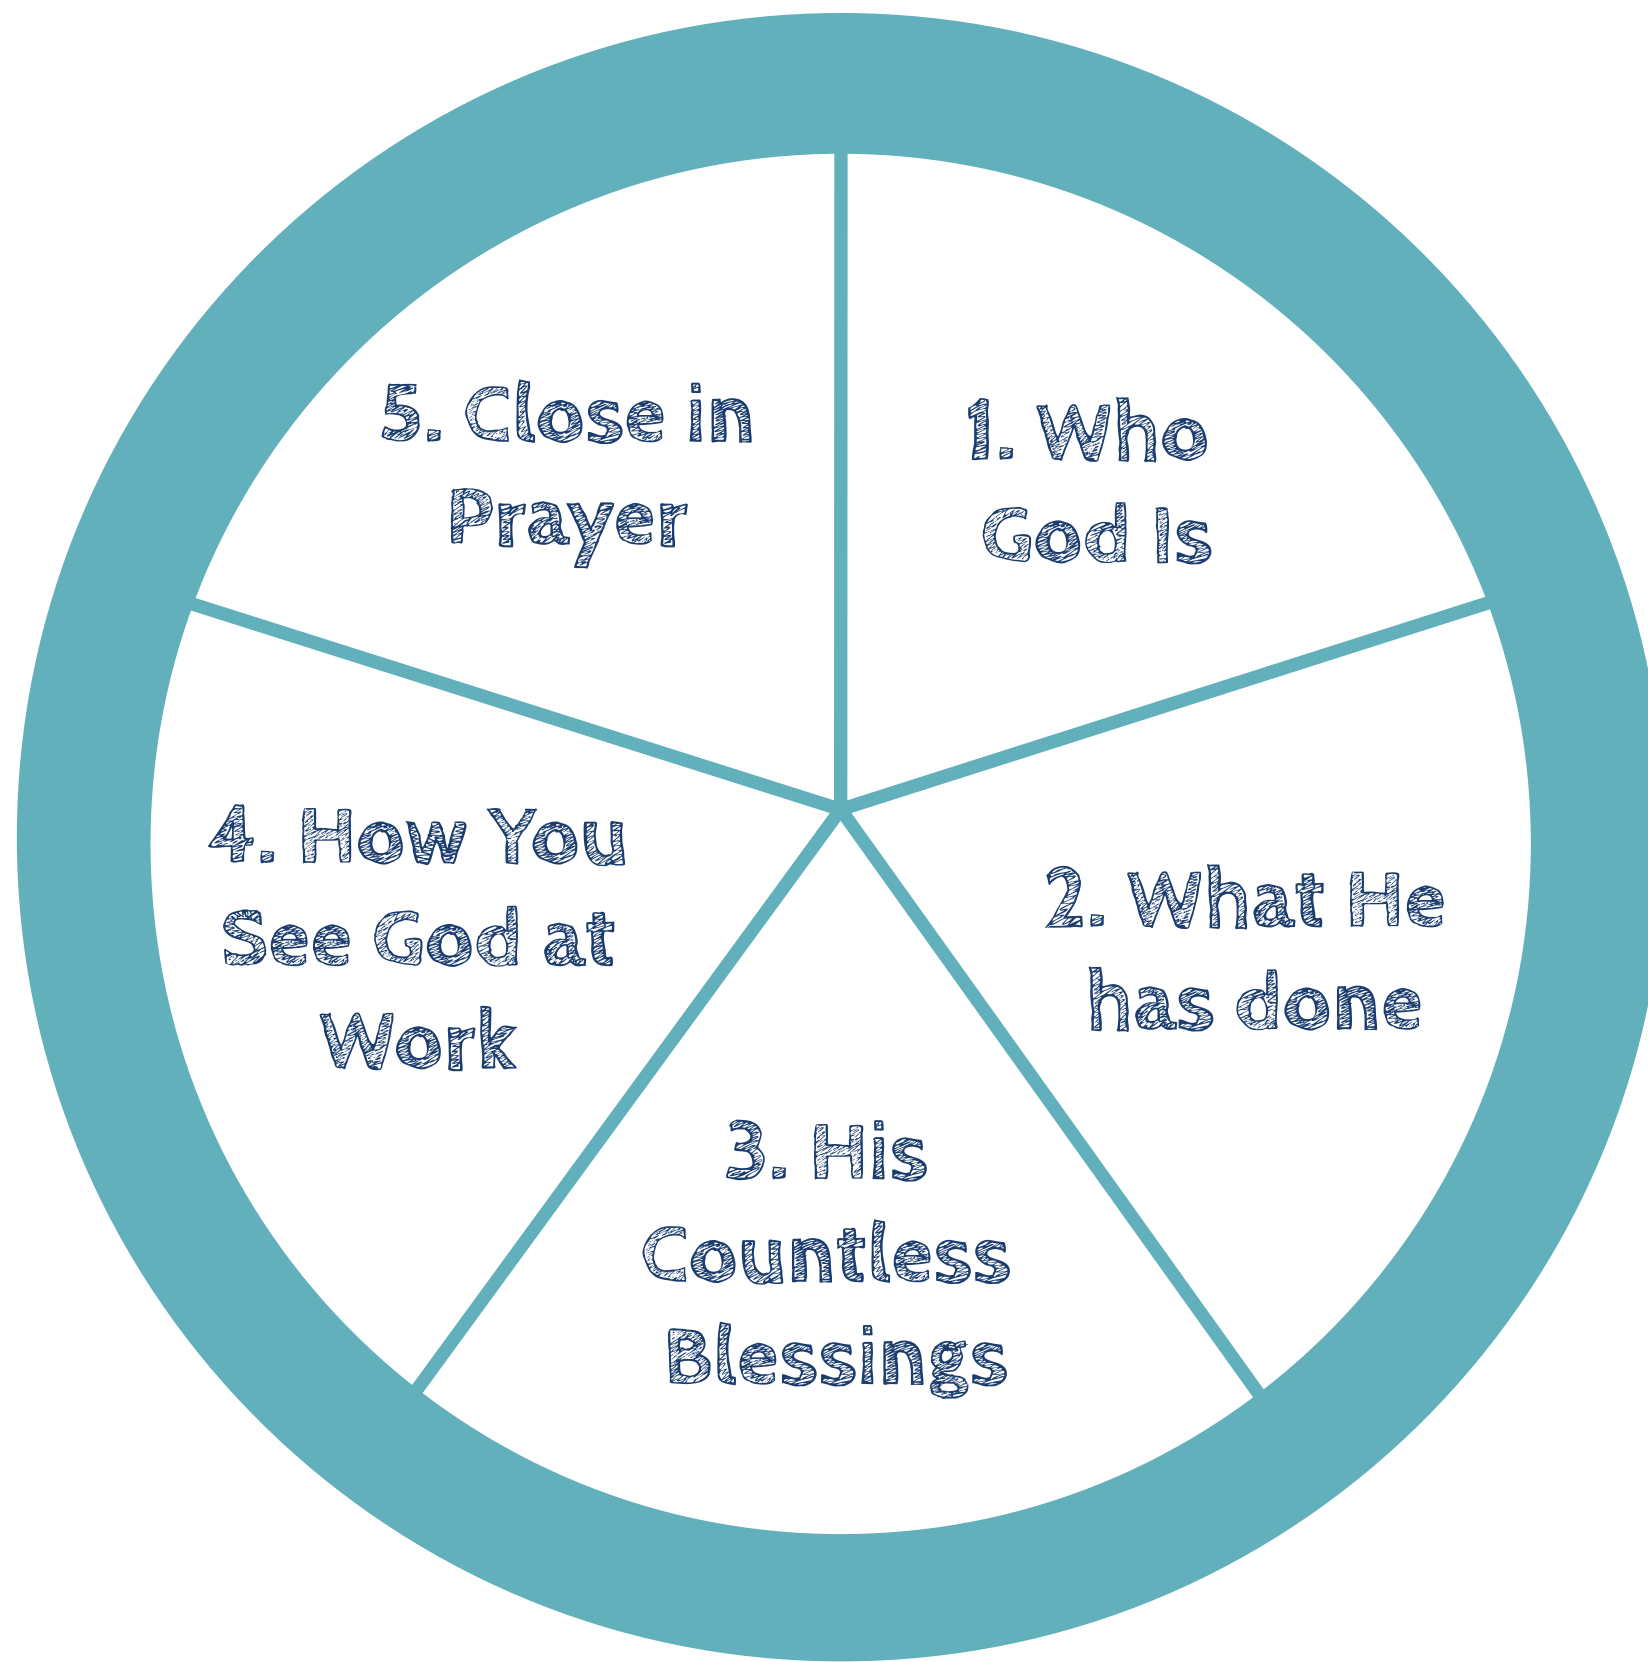 1. Who
God Is
2. What He
has done
3. His
Countless
Blessings
4. How You
See God at
Work
5. Close in
Prayer